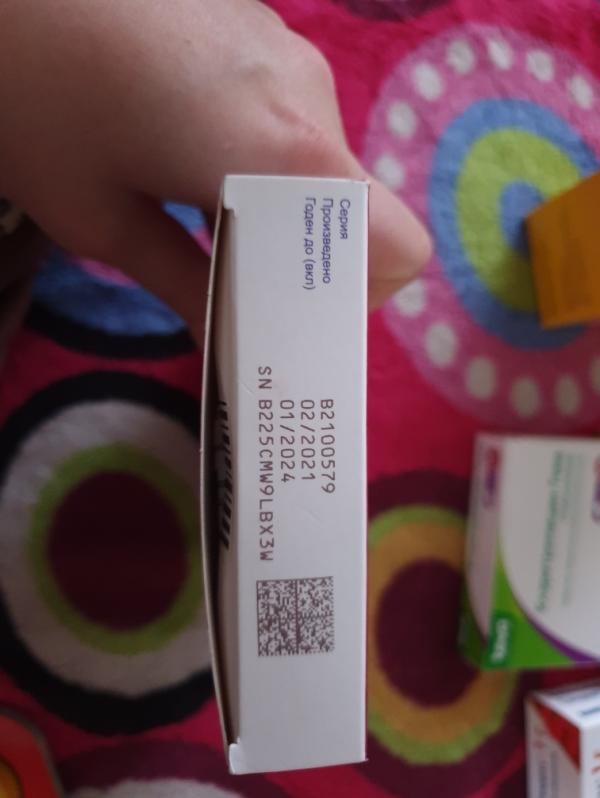 Серия
Произведено
Годен до (вкл)
B2100579
02/2021
01/2024
SN B225CMW9LBX3W